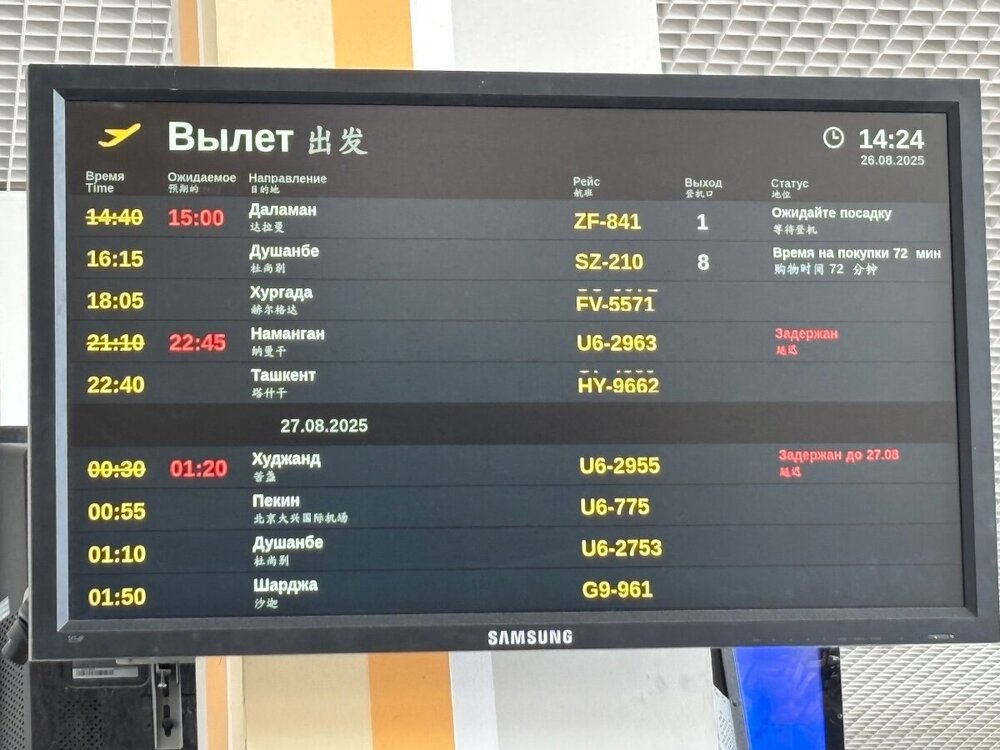 Вылет 出发
14:24
26.08.2025
Время Ожидаемое Направление Рейс Выход Статус
Time 预期的 目的地 航班 登机口 地位
14:40 15:00 Даламан ZF-841 1 Ожидайте посадку
达拉曼 等待登机
16:15 Душанбе SZ-210 8 Время на покупки 72 мин
杜尚别 购物时间 72 分钟
18:05 Хургада FV-5571
赫尔格达
21:10 22:45 Наманган U6-2963 Задержан
纳曼干 延迟
22:40 Ташкент HY-9662
塔什干
27.08.2025
00:30 01:20 Худжанд U6-2955 Задержан до 27.08
苦盏 延迟
00:55 Пекин U6-775
北京大兴国际机场
01:10 Душанбе U6-2753
杜尚别
01:50 Шарджа G9-961
沙迦
SAMSUNG